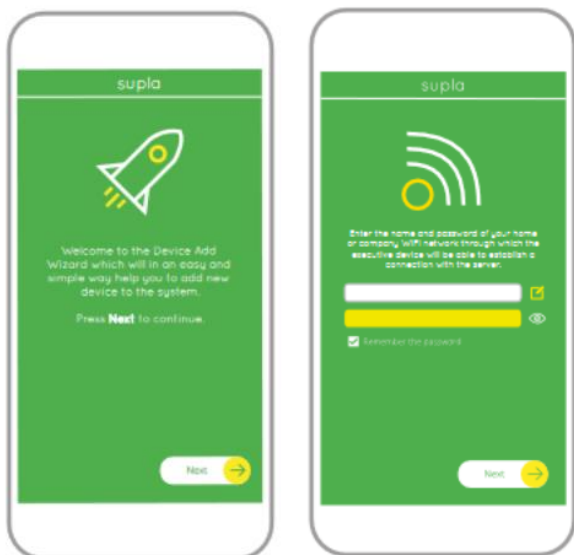 supla
Welcome to the Device Add
Wizard which will in an easy and
simple way help you to add new
device to the system.
Press Next to continue.
Next
supla
Enter the name and password of your home
or company WiFi network through which the
executive device will be able to establish a
connection with the server.
Remember the password
Next